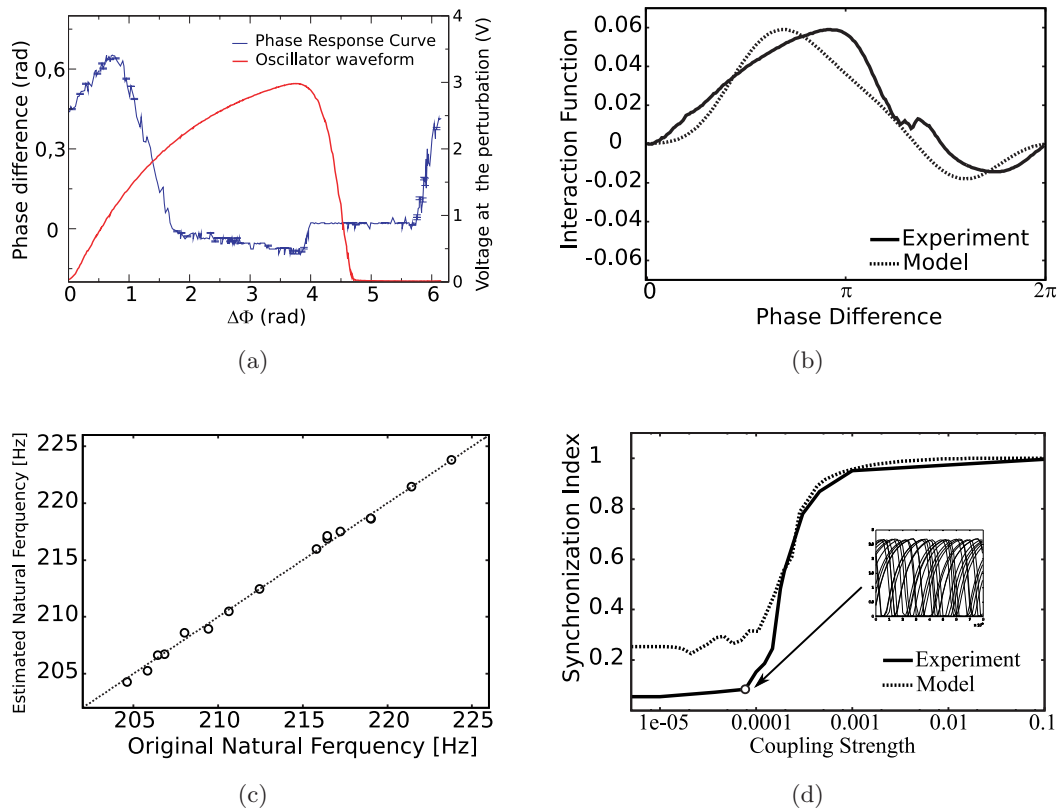 Phase Response Curve
Oscillator waveform
Phase difference (rad)
0,6
0,3
0
Voltage at the perturbation (V)
4
3
2
1
0
0 1 2 3 4 5 6
ΔΦ (rad)
(a)
Interaction Function
0.06
0.04
0.02
0
-0.02
-0.04
-0.06
Experiment
Model
0 π 2π
Phase Difference
(b)
Estimated Natural Ferquency [Hz]
225
220
215
210
205
205 210 215 220 225
Original Natural Ferquency [Hz]
(c)
Synchronization Index
1
0.8
0.6
0.4
0.2
Experiment
Model
1e-05 0.0001 0.001 0.01 0.1
Coupling Strength
(d)